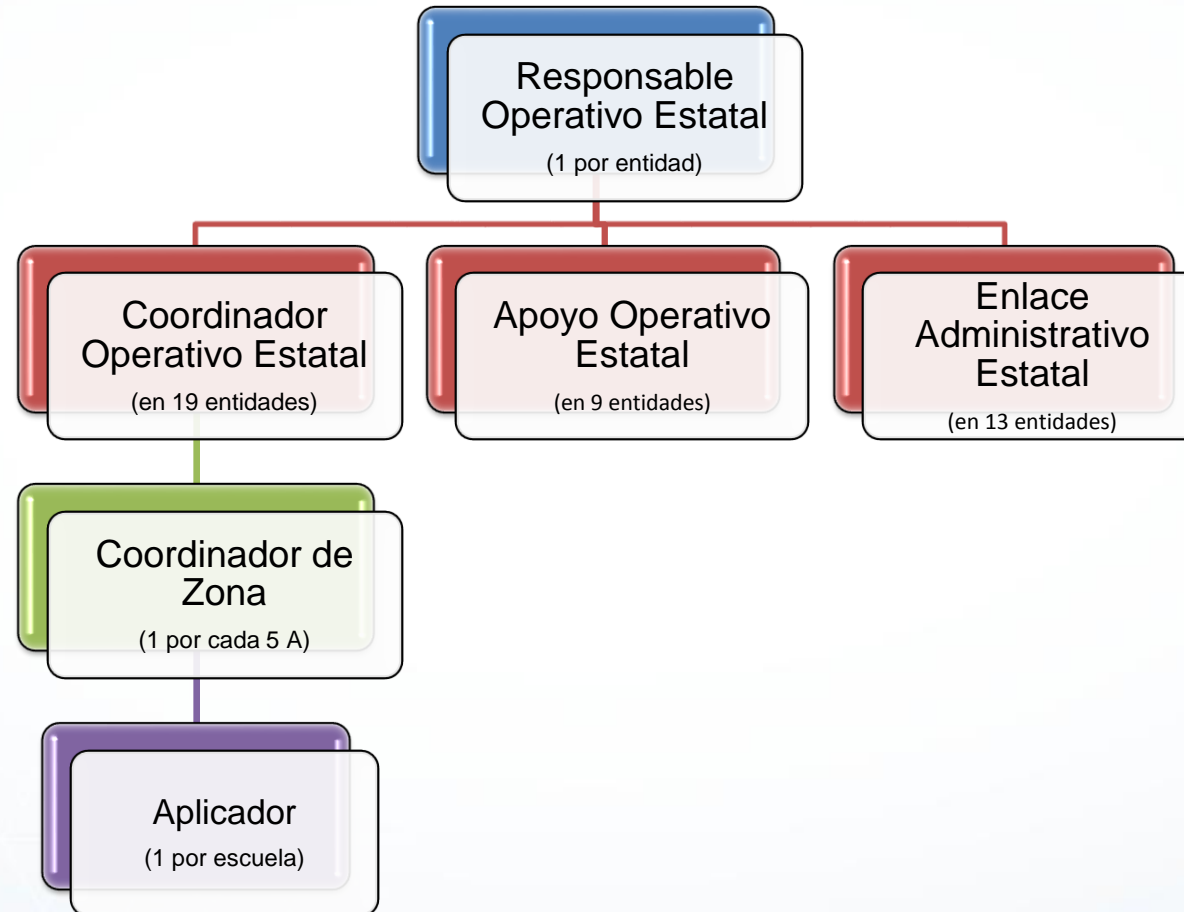 Responsable
Operativo Estatal
(1 por entidad)
Coordinador
Operativo Estatal
(en 19 entidades)
Apoyo Operativo
Estatal
(en 9 entidades)
Enlace
Administrativo
Estatal
(en 13 entidades)
Coordinador de
Zona
(1 por cada 5 A)
Aplicador
(1 por escuela)